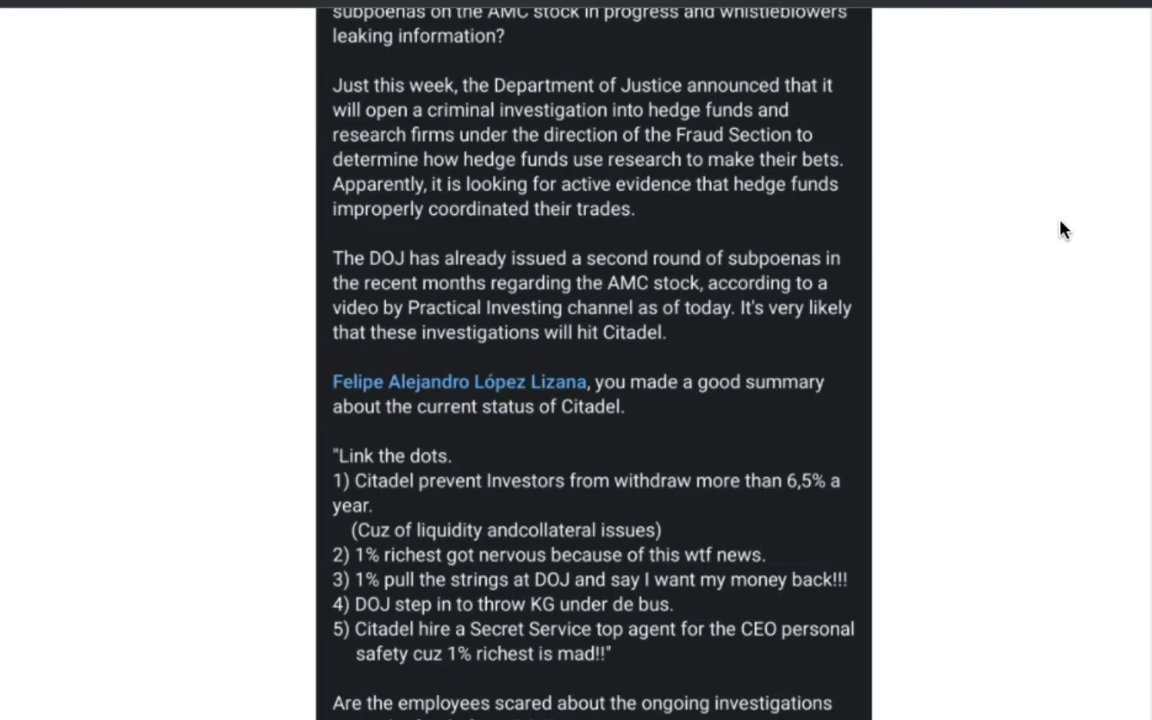 subpoenas on the AMC stock in progress and whistleblowers
leaking information?
Just this week, the Department of Justice announced that it
will open a criminal investigation into hedge funds and
research firms under the direction of the Fraud Section to
determine how hedge funds use research to make their bets.
Apparently, it is looking for active evidence that hedge funds
improperly coordinated their trades.
The DOJ has already issued a second round of subpoenas in
the recent months regarding the AMC stock, according to a
video by Practical Investing channel as of today. It's very likely
that these investigations will hit Citadel.
Felipe Alejandro López Lizana, you made a good summary
about the current status of Citadel.
"Link the dots.
1) Citadel prevent Investors from withdraw more than 6,5% a
year.
(Cuz of liquidity andcollateral issues)
2) 1% richest got nervous because of this wtf news.
3) 1% pull the strings at DOJ and say I want my money back!!!
4) DOJ step in to throw KG under de bus.
5) Citadel hire a Secret Service top agent for the CEO personal
safety cuz 1% richest is mad!!"
Are the employees scared about the ongoing investigations